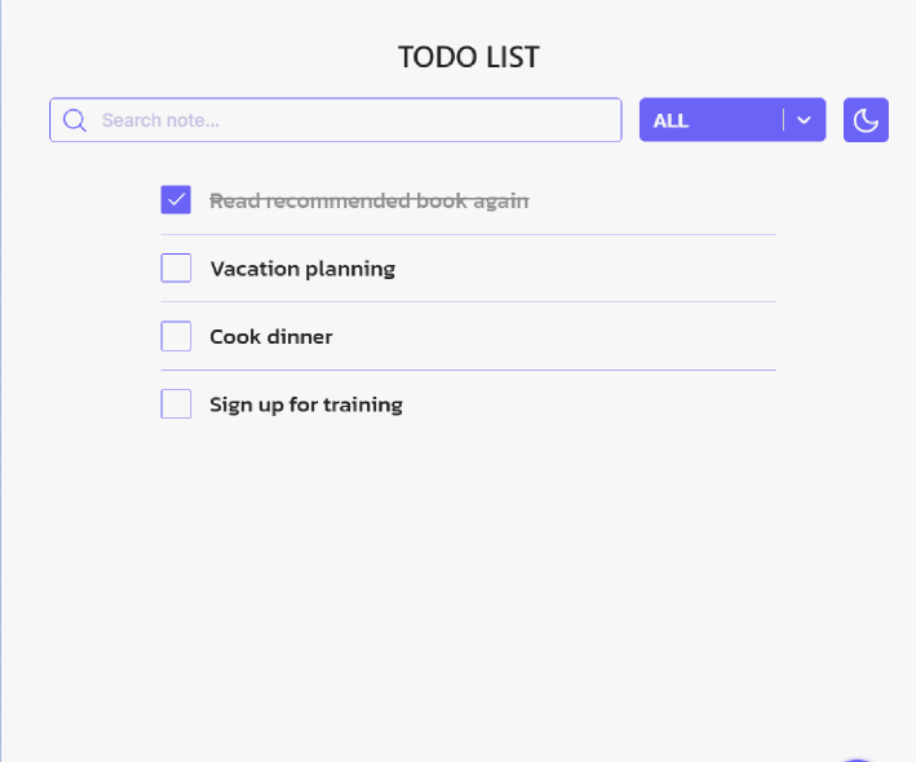 TODO LIST
Search note...
ALL
Read recommended book again
Vacation planning
Cook dinner
Sign up for training